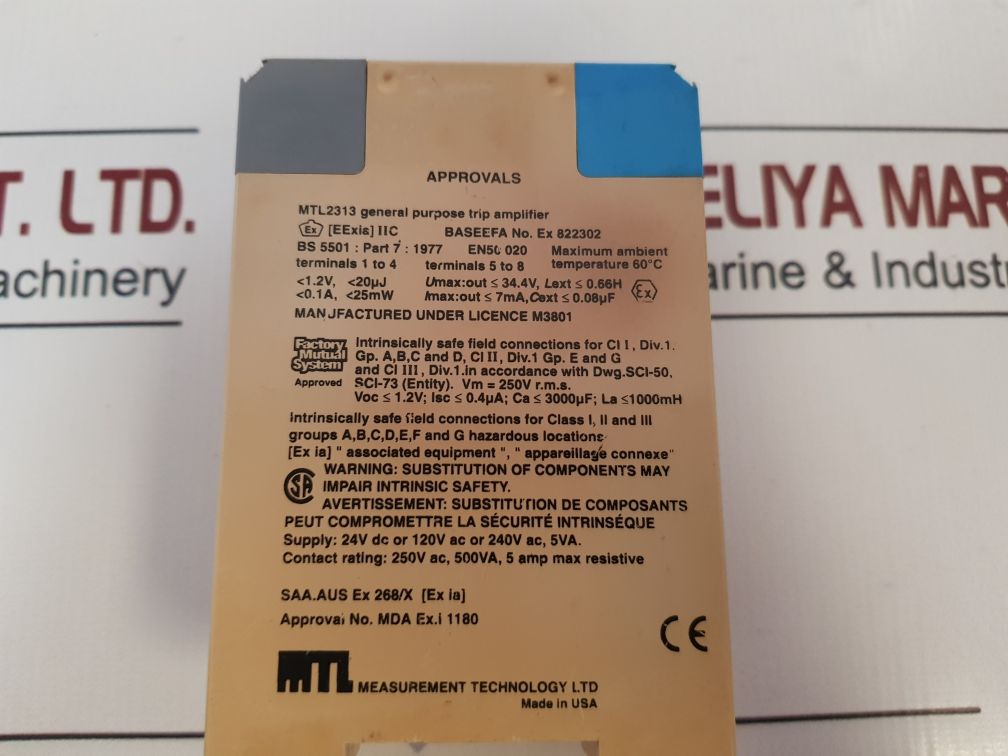 T. LTD.
achinery
ELIYA MAR
arine & Indust
APPROVALS
MTL2313 general purpose trip amplifier
Ex [EExia] IIC BASEEFA No. Ex 822302
BS 5501 : Part 7 : 1977 EN50 020 Maximum ambient
terminals 1 to 4 terminals 5 to 8 temperature 60°C
<1.2V, <20µJ Umax:out ≤ 34.4V, Lext ≤ 0.66H
<0.1A, <25mW Imax:out ≤ 7mA, Cext ≤ 0.08µF Ex
MANUFACTURED UNDER LICENCE M3801
Factory Intrinsically safe field connections for Cl I, Div.1.
Mutual Gp. A,B,C and D, Cl II, Div.1 Gp. E and G
System and Cl III, Div.1.in accordance with Dwg.SCI-50,
Approved SCI-73 (Entity). Vm = 250V r.m.s.
Voc ≤ 1.2V; Isc ≤ 0.4µA; Ca ≤ 3000µF; La ≤1000mH
Intrinsically safe field connections for Class I, II and III
groups A,B,C,D,E,F and G hazardous locations
[Ex ia] " associated equipment ", " appareillage connexe"
SA WARNING: SUBSTITUTION OF COMPONENTS MAY
IMPAIR INTRINSIC SAFETY.
AVERTISSEMENT: SUBSTITUTION DE COMPOSANTS
PEUT COMPROMETTRE LA SÉCURITÉ INTRINSÉQUE
Supply: 24V dc or 120V ac or 240V ac, 5VA.
Contact rating: 250V ac, 500VA, 5 amp max resistive
SAA.AUS Ex 268/X [Ex ia]
Approval No. MDA Ex.i 1180
CE
MTL MEASUREMENT TECHNOLOGY LTD
Made in USA